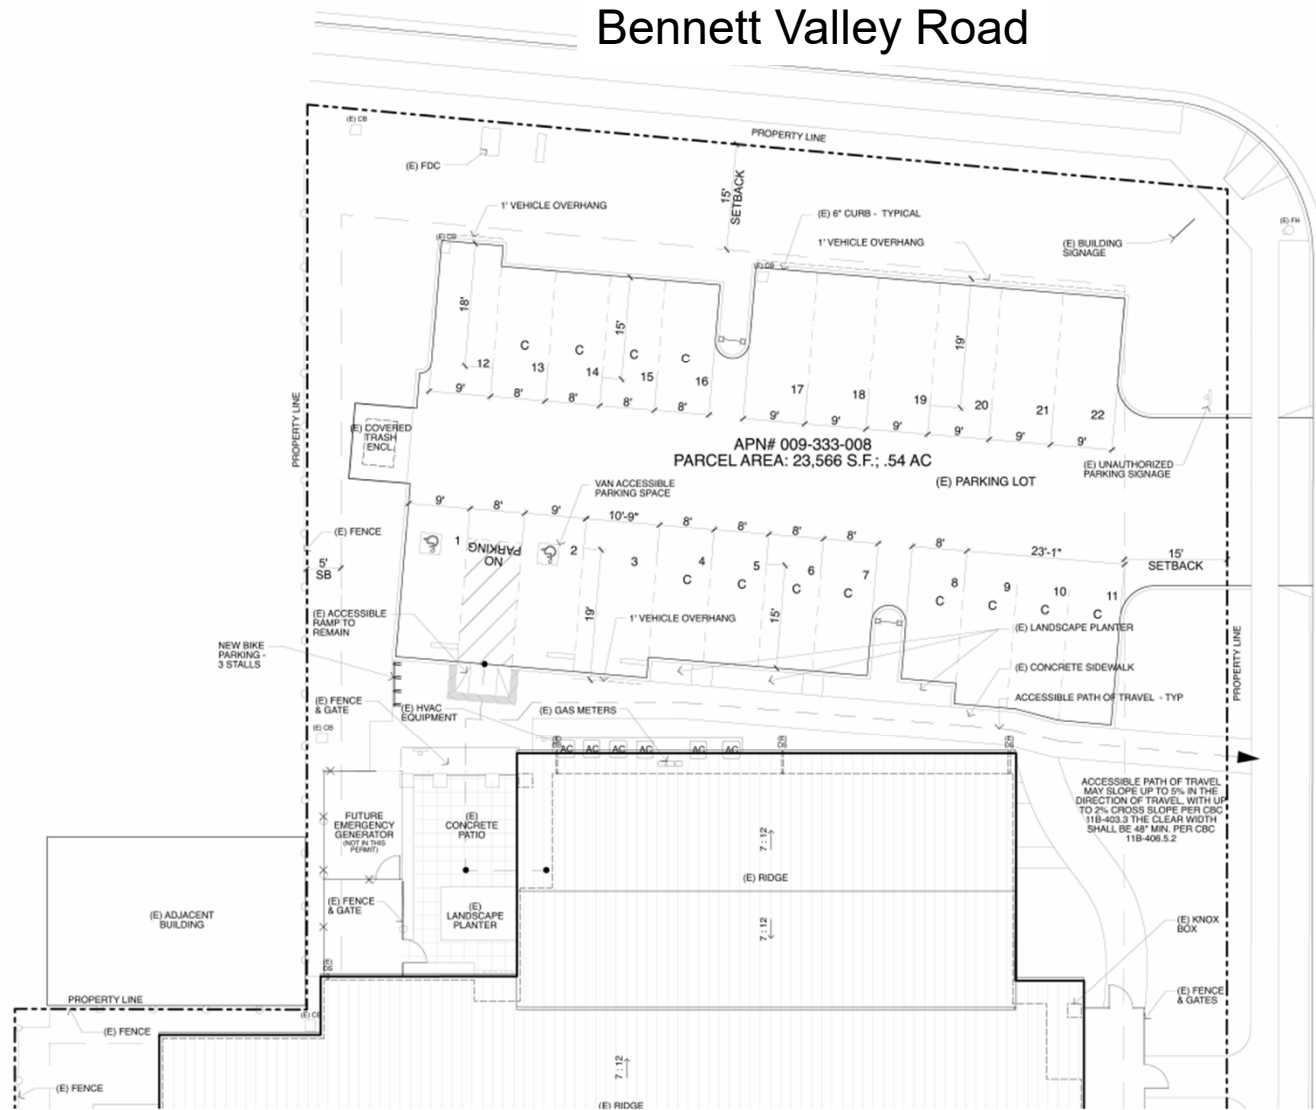 Bennett Valley Road
(E) CB
PROPERTY LINE
(E) FDC
15'
SETBACK
1' VEHICLE OVERHANG
(E) 6" CURB - TYPICAL
(E) FH
(E) CB
1' VEHICLE OVERHANG
(E) BUILDING
SIGNAGE
(E) CB
18'
15'
19'
C
C
C
C
12
13
14
15
16
17
18
19
20
21
22
9'
8'
8'
8'
8'
9'
9'
9'
9'
9'
9'
PROPERTY LINE
(E) COVERED
TRASH
ENCL.
APN# 009-333-008
PARCEL AREA: 23,566 S.F.; .54 AC
(E) PARKING LOT
(E) UNAUTHORIZED
PARKING SIGNAGE
VAN ACCESSIBLE
PARKING SPACE
9'
8'
9'
10'-9"
8'
8'
8'
8'
8'
23'-1"
15'
SETBACK
(E) FENCE
5'
SB
1
NO
PARKING
2
3
4
5
6
7
8
9
10
11
C
C
C
C
C
C
C
C
19'
15'
(E) ACCESSIBLE
RAMP TO
REMAIN
1' VEHICLE OVERHANG
(E) LANDSCAPE PLANTER
NEW BIKE
PARKING -
3 STALLS
(E) CONCRETE SIDEWALK
PROPERTY LINE
ACCESSIBLE PATH OF TRAVEL - TYP
(E) FENCE
& GATE
(E) HVAC
EQUIPMENT
(E) GAS METERS
(E) CB
AC
AC
AC
AC
AC
AC
ACCESSIBLE PATH OF TRAVEL
MAY SLOPE UP TO 5% IN THE
DIRECTION OF TRAVEL, WITH UP
TO 2% CROSS SLOPE PER CBC
11B-403.3 THE CLEAR WIDTH
SHALL BE 48" MIN. PER CBC
11B-406.5.2
FUTURE
EMERGENCY
GENERATOR
(NOT IN THIS
PERMIT)
(E)
CONCRETE
PATIO
7 : 12
(E) RIDGE
(E) FENCE
& GATE
(E)
LANDSCAPE
PLANTER
7 : 12
(E) ADJACENT
BUILDING
(E) KNOX
BOX
PROPERTY LINE
(E) FENCE
& GATES
(E) FENCE
7 : 12
(E) FENCE
(E) RIDGE